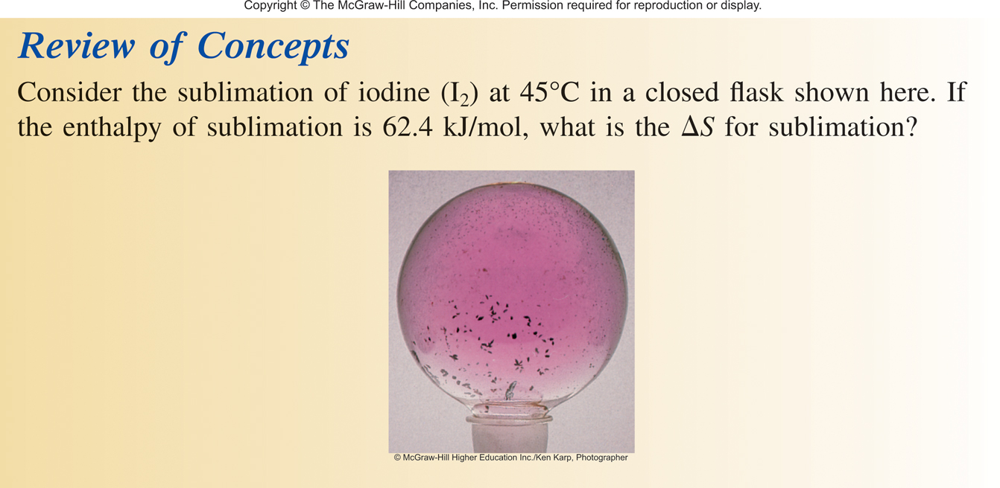 Copyright © The McGraw-Hill Companies, Inc. Permission required for reproduction or display.
Review of Concepts
Consider the sublimation of iodine (I₂) at 45°C in a closed flask shown here. If
the enthalpy of sublimation is 62.4 kJ/mol, what is the ΔS for sublimation?
© McGraw-Hill Higher Education Inc./Ken Karp, Photographer